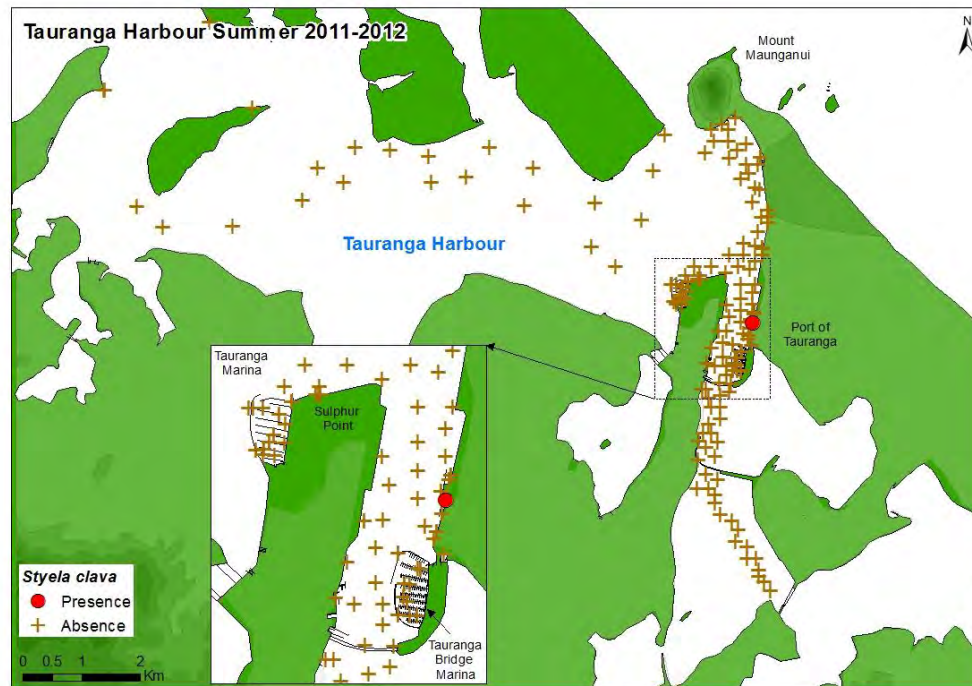 Tauranga Harbour Summer 2011-2012
N
Mount
Maunganui
Tauranga Harbour
Port of
Tauranga
Tauranga
Marina
Sulphur
Point
Tauranga
Bridge
Marina
Styela clava
Presence
Absence
0 0.5 1 2
Km